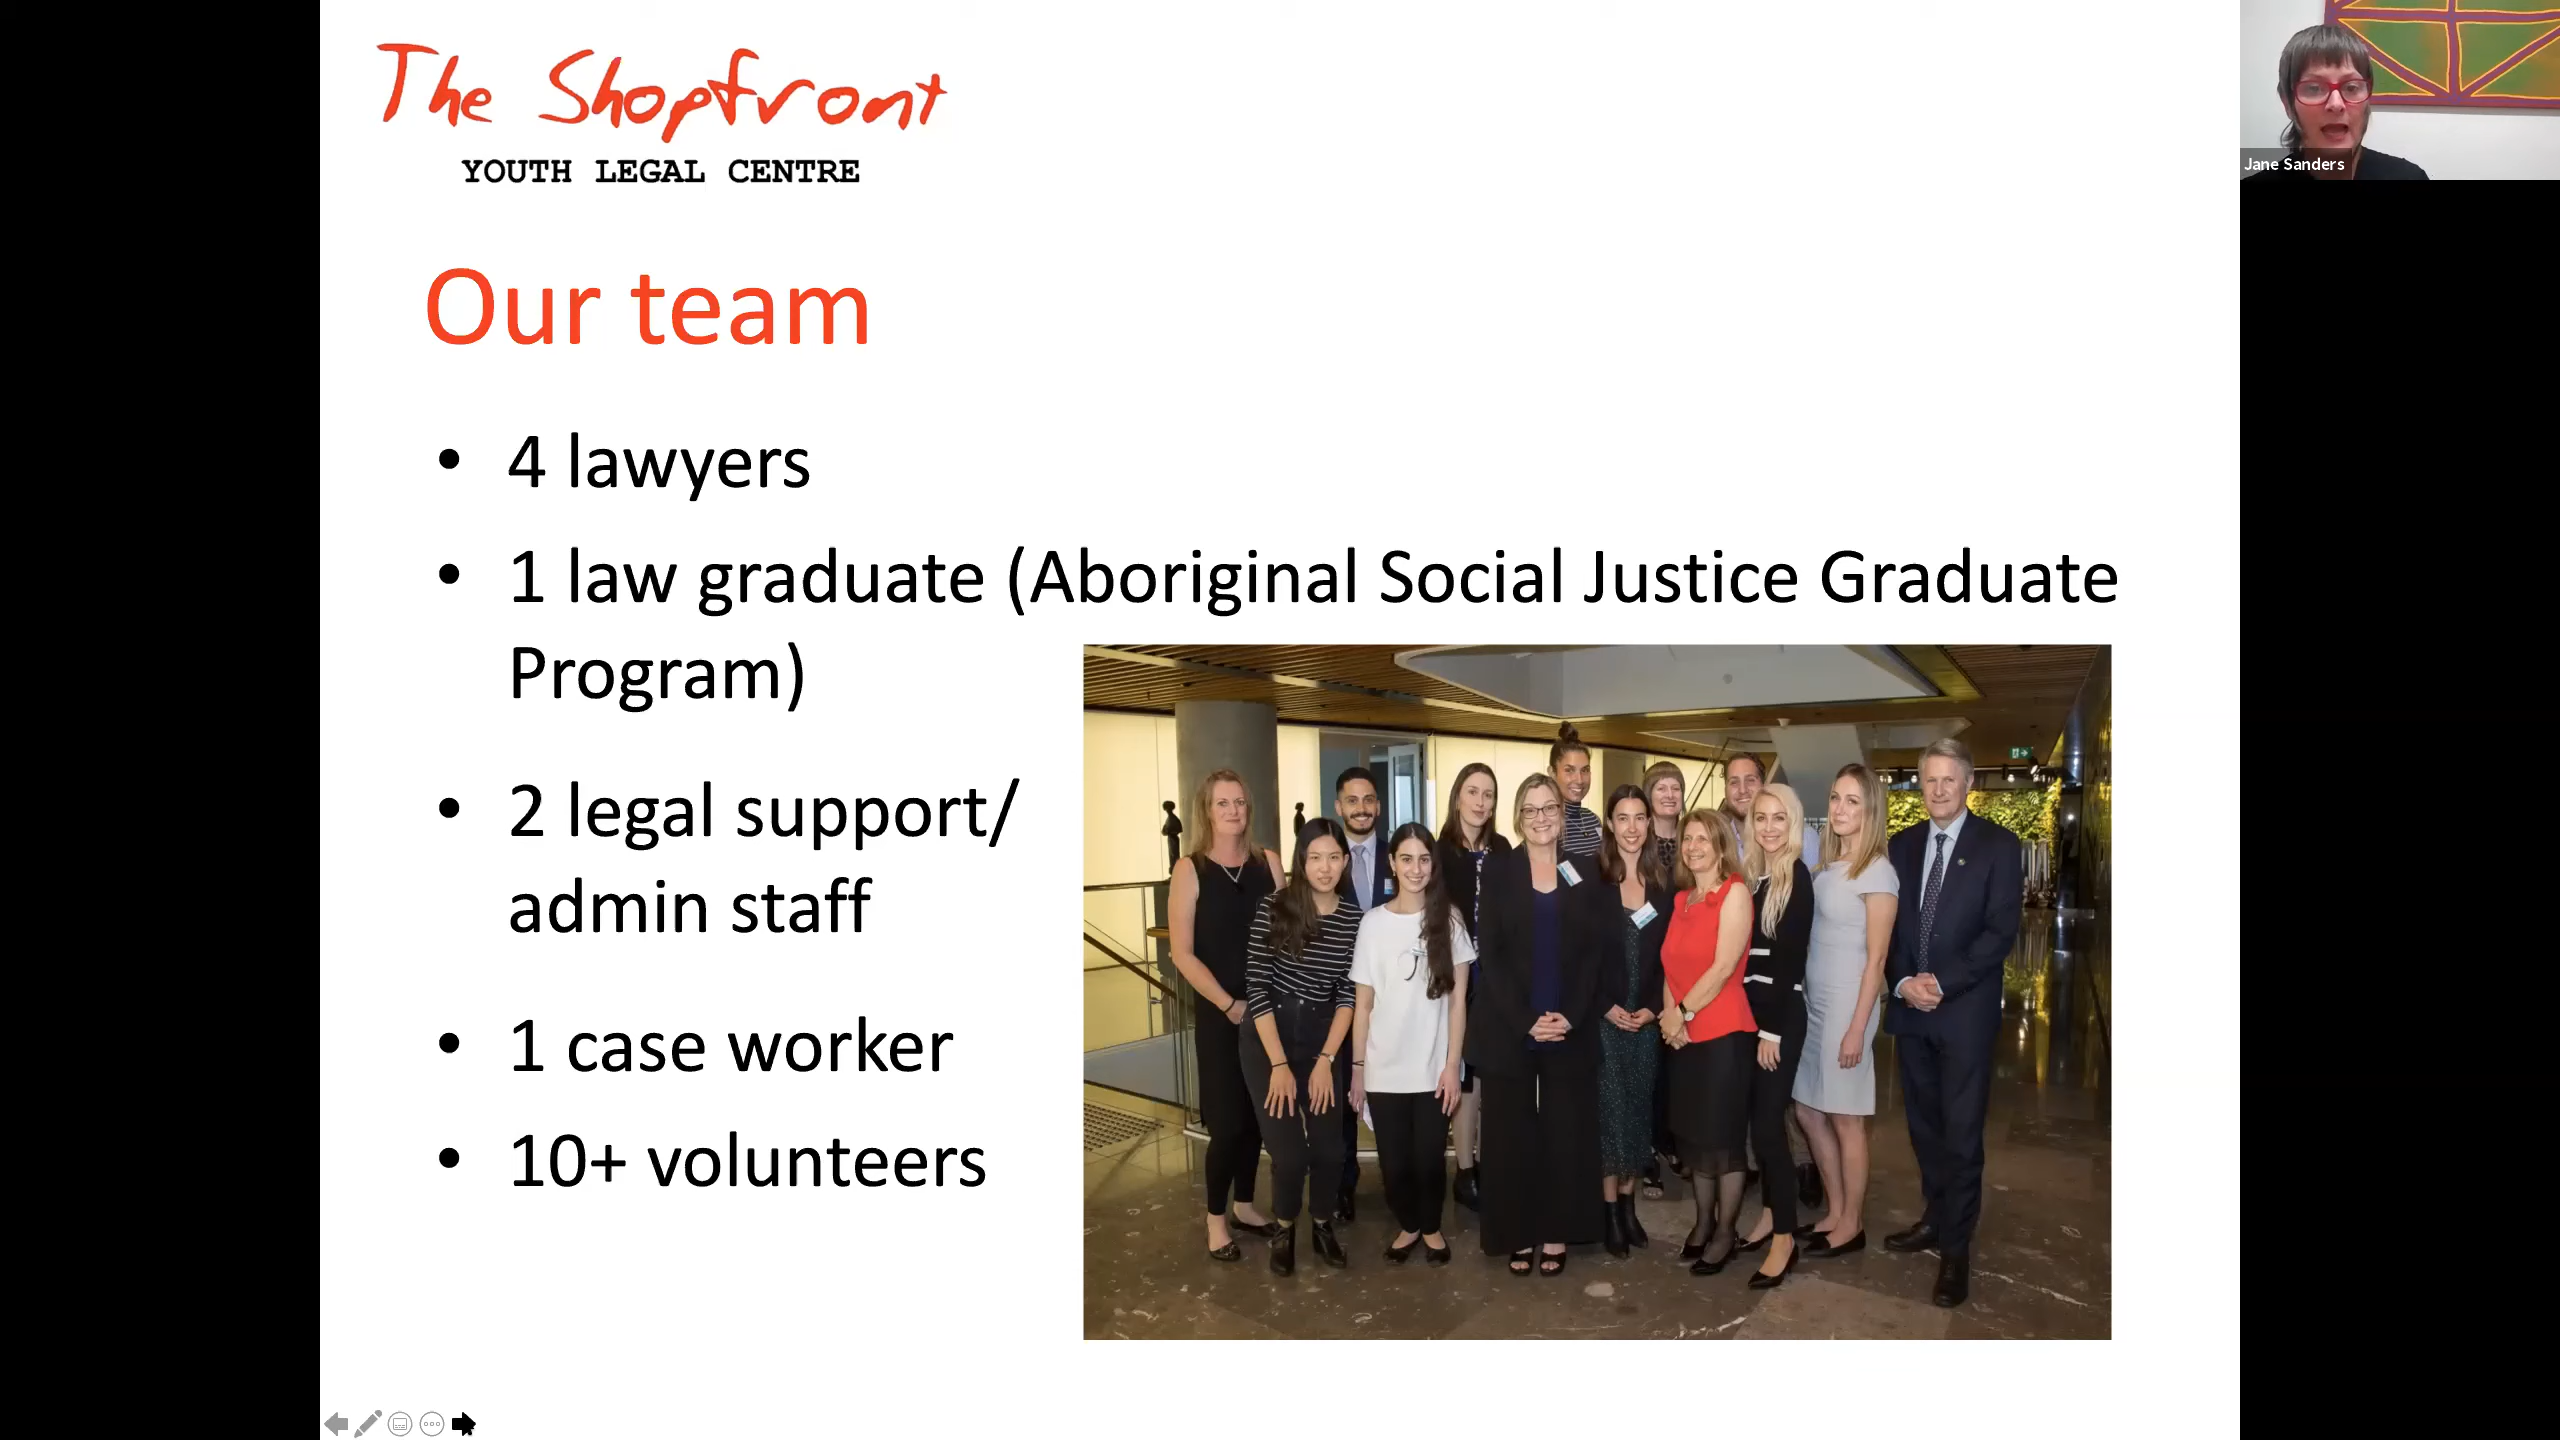 The Shopfront
YOUTH LEGAL CENTRE
Jane Sanders
Our team
• 4 lawyers
• 1 law graduate (Aboriginal Social Justice Graduate
Program)
• 2 legal support/
admin staff
• 1 case worker
• 10+ volunteers